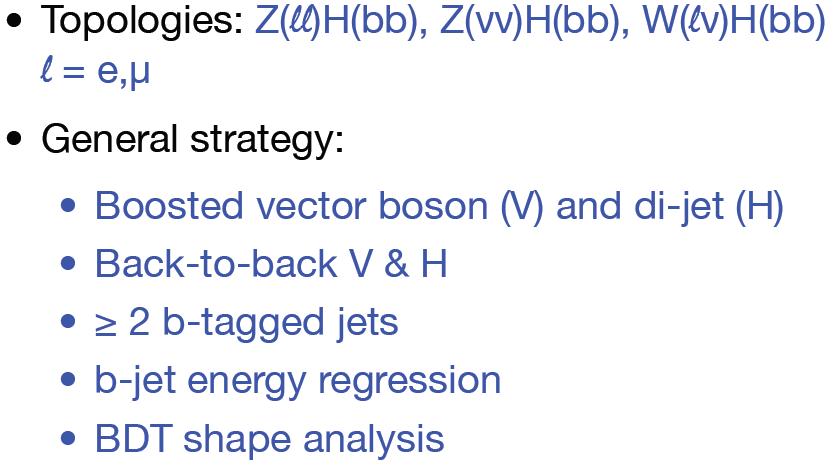 • Topologies: Z(ℓℓ)H(bb), Z(νν)H(bb), W(ℓν)H(bb)
ℓ = e,μ
• General strategy:
• Boosted vector boson (V) and di-jet (H)
• Back-to-back V & H
• ≥ 2 b-tagged jets
• b-jet energy regression
• BDT shape analysis